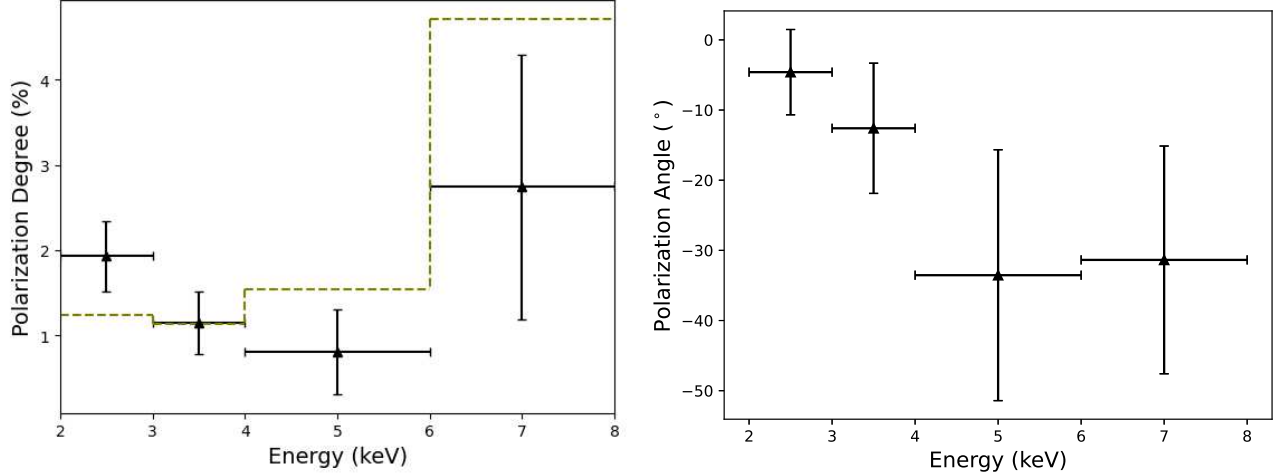 Polarization Degree (%)
4
3
2
1
2 3 4 5 6 7 8
Energy (keV)
Polarization Angle (°)
0
−10
−20
−30
−40
−50
2 3 4 5 6 7 8
Energy (keV)